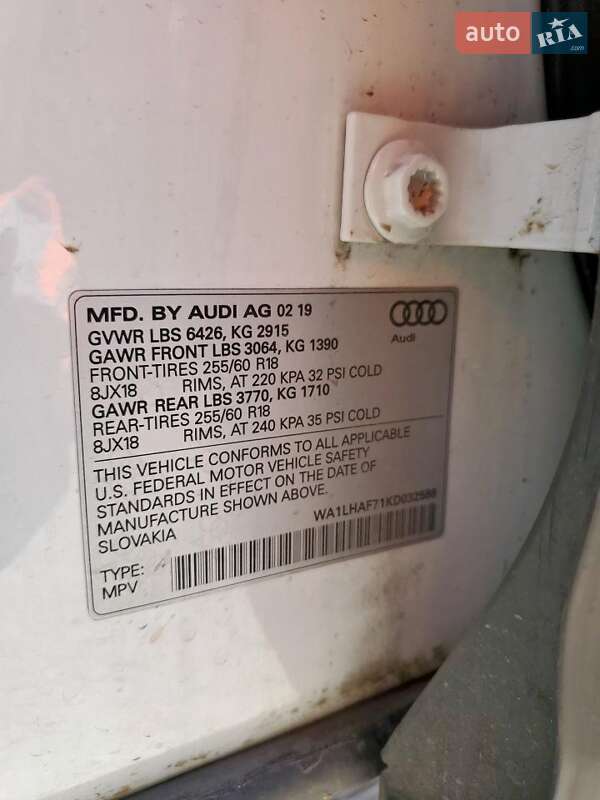 auto RIA .com
MFD. BY AUDI AG 02 19
GVWR LBS 6426, KG 2915
GAWR FRONT LBS 3064, KG 1390
FRONT-TIRES 255/60 R18
8JX18 RIMS, AT 220 KPA 32 PSI COLD
GAWR REAR LBS 3770, KG 1710
REAR-TIRES 255/60 R18
8JX18 RIMS, AT 240 KPA 35 PSI COLD
Audi
THIS VEHICLE CONFORMS TO ALL APPLICABLE
U.S. FEDERAL MOTOR VEHICLE SAFETY
STANDARDS IN EFFECT ON THE DATE OF
MANUFACTURE SHOWN ABOVE.
SLOVAKIA
WA1LHAF71KD032588
TYPE:
MPV